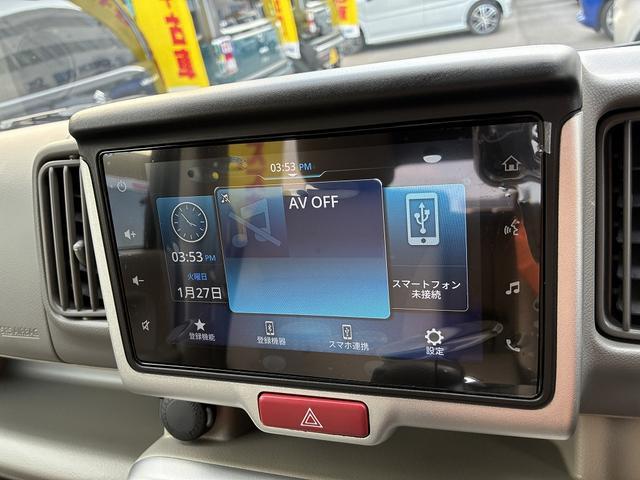 03:53 PM
AV OFF
03:53 PM
火曜日
1月27日
スマートフォン
未接続
登録機能
登録機器
スマホ連携
設定